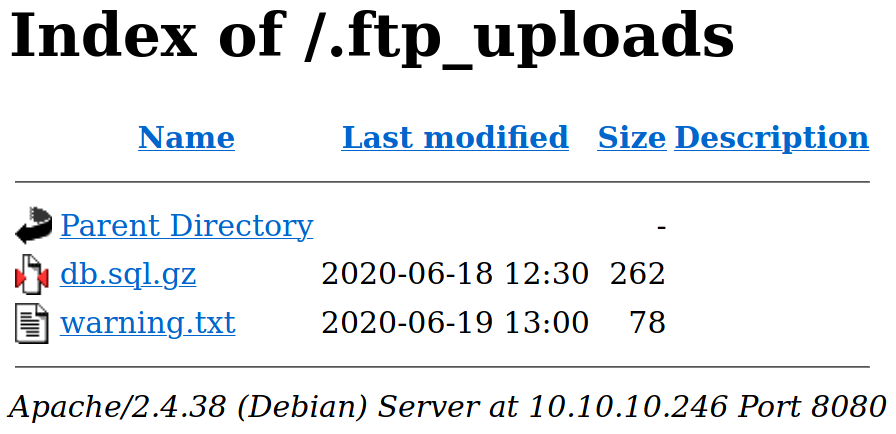 Index of /.ftp_uploads
Name Last modified Size Description
Parent Directory -
db.sql.gz 2020-06-18 12:30 262
warning.txt 2020-06-19 13:00 78
Apache/2.4.38 (Debian) Server at 10.10.10.246 Port 8080